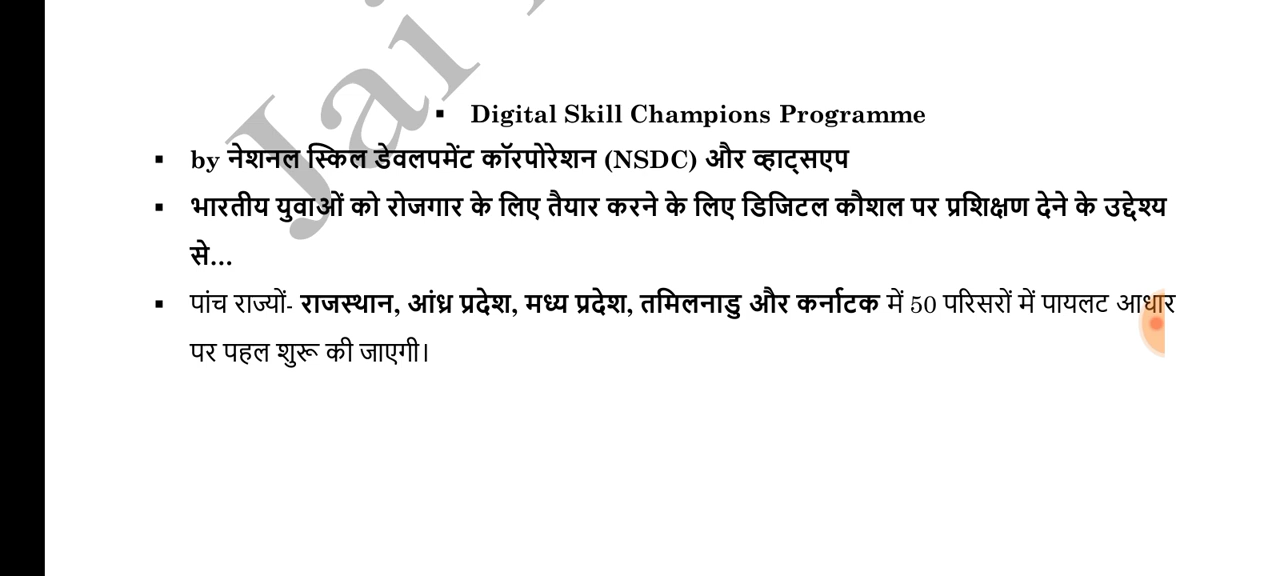 Jai
▪ Digital Skill Champions Programme
▪ by नेशनल स्किल डेवलपमेंट कॉरपोरेशन (NSDC) और व्हाट्सएप
▪ भारतीय युवाओं को रोजगार के लिए तैयार करने के लिए डिजिटल कौशल पर प्रशिक्षण देने के उद्देश्य
से...
▪ पांच राज्यों- राजस्थान, आंध्र प्रदेश, मध्य प्रदेश, तमिलनाडु और कर्नाटक में 50 परिसरों में पायलट आधार
पर पहल शुरू की जाएगी।